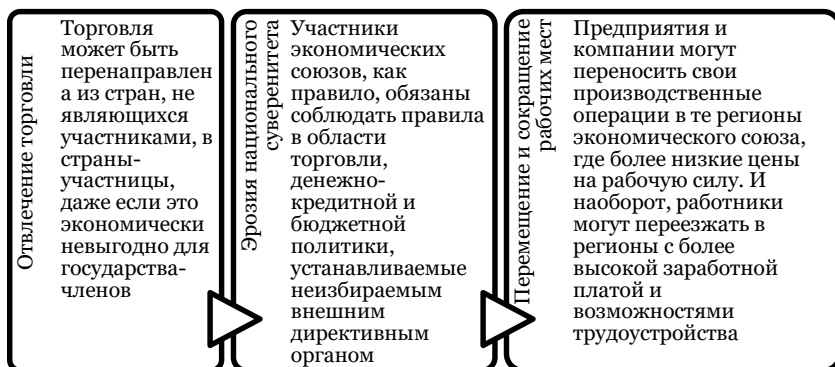 Отвлечение торговли
Торговля
может быть
перенаправлен
а из стран, не
являющихся
участниками, в
страны-
участницы,
даже если это
экономически
невыгодно для
государства-
членов
Эрозия национального
суверенитета
Участники
экономических
союзов, как
правило, обязаны
соблюдать правила
в области
торговли,
денежно-
кредитной и
бюджетной
политики,
устанавливаемые
неизбираемым
внешним
директивным
органом
Перемещение и сокращение
рабочих мест
Предприятия и
компании могут
переносить свои
производственные
операции в те регионы
экономического союза,
где более низкие цены
на рабочую силу. И
наоборот, работники
могут переезжать в
регионы с более
высокой заработной
платой и
возможностями
трудоустройства